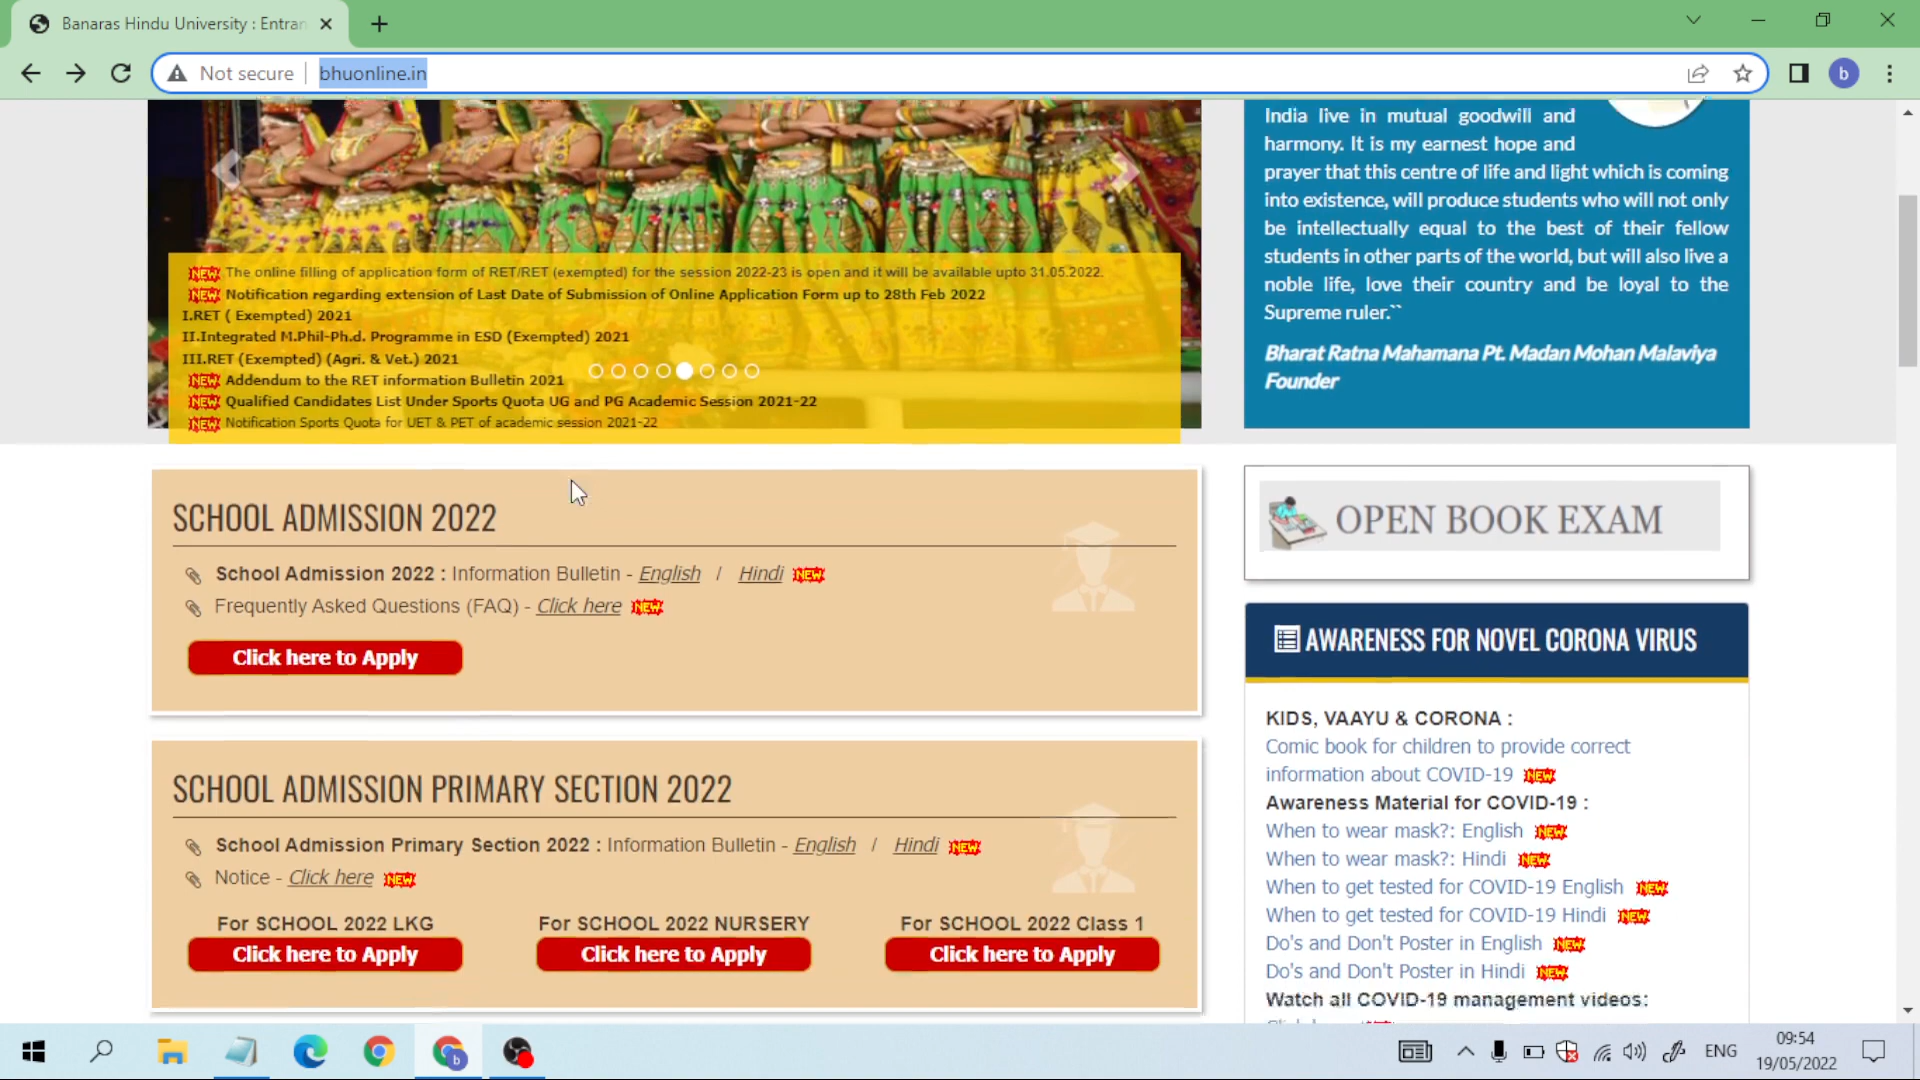 Banaras Hindu University : Entran
Not secure
bhuonline.in
b
India live in mutual goodwill and
harmony. It is my earnest hope and
prayer that this centre of life and light which is coming
into existence, will produce students who will not only
be intellectually equal to the best of their fellow
students in other parts of the world, but will also live a
noble life, love their country and be loyal to the
Supreme ruler.``
Bharat Ratna Mahamana Pt. Madan Mohan Malaviya
Founder
NEW The online filling of application form of RET/RET (exempted) for the session 2022-23 is open and it will be available upto 31.05.2022.
NEW Notification regarding extension of Last Date of Submission of Online Application Form up to 28th Feb 2022
I.RET ( Exempted) 2021
II.Integrated M.Phil-Ph.d. Programme in ESD (Exempted) 2021
III.RET (Exempted) (Agri. & Vet.) 2021
NEW Addendum to the RET information Bulletin 2021
NEW Qualified Candidates List Under Sports Quota UG and PG Academic Session 2021-22
NEW Notification Sports Quota for UET & PET of academic session 2021-22
SCHOOL ADMISSION 2022
School Admission 2022 : Information Bulletin - English / Hindi NEW
Frequently Asked Questions (FAQ) - Click here NEW
Click here to Apply
SCHOOL ADMISSION PRIMARY SECTION 2022
School Admission Primary Section 2022 : Information Bulletin - English / Hindi NEW
Notice - Click here NEW
For SCHOOL 2022 LKG
Click here to Apply
For SCHOOL 2022 NURSERY
Click here to Apply
For SCHOOL 2022 Class 1
Click here to Apply
OPEN BOOK EXAM
AWARENESS FOR NOVEL CORONA VIRUS
KIDS, VAAYU & CORONA :
Comic book for children to provide correct
information about COVID-19 NEW
Awareness Material for COVID-19 :
When to wear mask?: English NEW
When to wear mask?: Hindi NEW
When to get tested for COVID-19 English NEW
When to get tested for COVID-19 Hindi NEW
Do's and Don't Poster in English NEW
Do's and Don't Poster in Hindi NEW
Watch all COVID-19 management videos:
b
ENG
09:54
19/05/2022